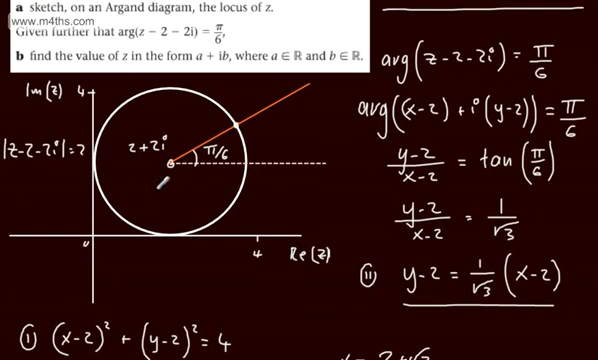 a sketch, on an Argand diagram, the locus of z.
www.m4ths.com
Given further that arg(z − 2 − 2i) = π/6,
b find the value of z in the form a + ib, where a ∈ ℝ and b ∈ ℝ.
Im(z) 4
|z-2-2i|=2
2+2i
π/6
0
4 Re(z)
① (x-2)² + (y-2)² = 4
arg(z-2-2i) = π/6
arg((x-2) + i(y-2)) = π/6
y-2/x-2 = tan(π/6)
y-2/x-2 = 1/√3
ⅱ y-2 = 1/√3 (x-2)